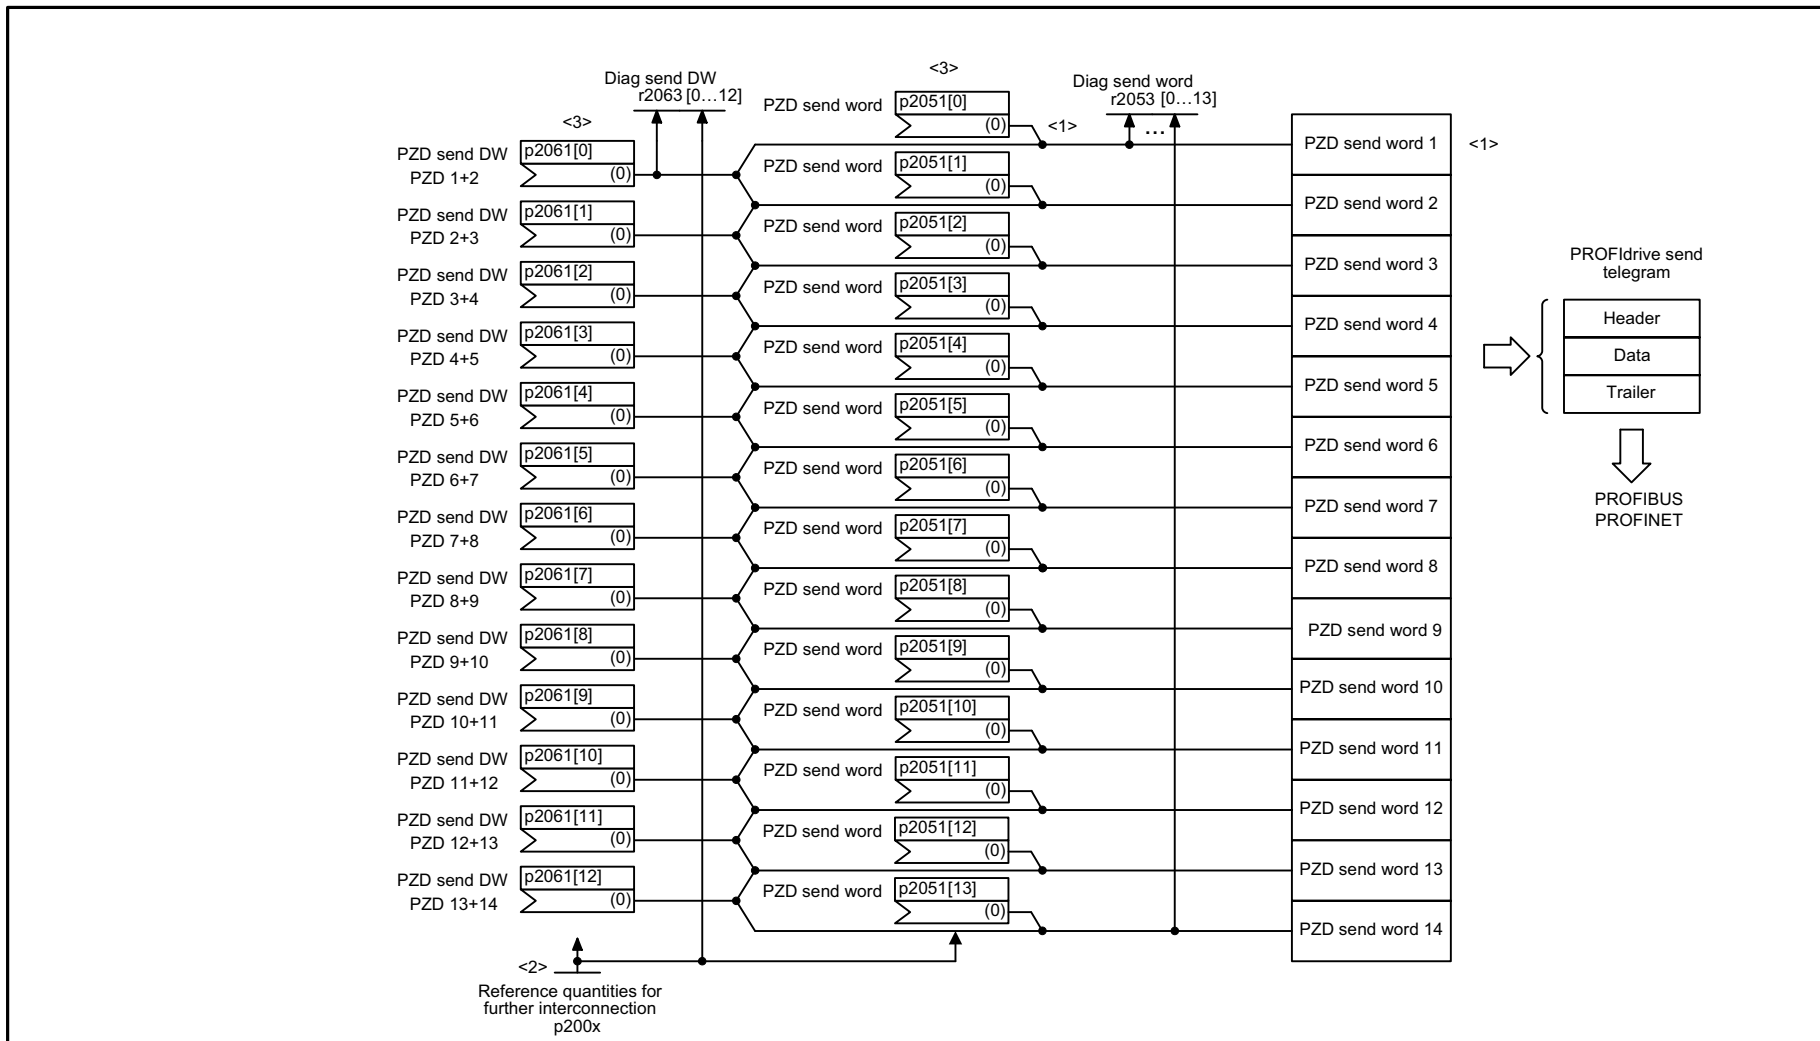 Diag send DW
r2063 [0...12]
<3>
PZD send DW
PZD 1+2
p2061[0]
(0)
PZD send DW
PZD 2+3
p2061[1]
(0)
PZD send DW
PZD 3+4
p2061[2]
(0)
PZD send DW
PZD 4+5
p2061[3]
(0)
PZD send DW
PZD 5+6
p2061[4]
(0)
PZD send DW
PZD 6+7
p2061[5]
(0)
PZD send DW
PZD 7+8
p2061[6]
(0)
PZD send DW
PZD 8+9
p2061[7]
(0)
PZD send DW
PZD 9+10
p2061[8]
(0)
PZD send DW
PZD 10+11
p2061[9]
(0)
PZD send DW
PZD 11+12
p2061[10]
(0)
PZD send DW
PZD 12+13
p2061[11]
(0)
PZD send DW
PZD 13+14
p2061[12]
(0)
<2>
Reference quantities for
further interconnection
p200x
<3>
PZD send word
p2051[0]
(0)
PZD send word
p2051[1]
(0)
PZD send word
p2051[2]
(0)
PZD send word
p2051[3]
(0)
PZD send word
p2051[4]
(0)
PZD send word
p2051[5]
(0)
PZD send word
p2051[6]
(0)
PZD send word
p2051[7]
(0)
PZD send word
p2051[8]
(0)
PZD send word
p2051[9]
(0)
PZD send word
p2051[10]
(0)
PZD send word
p2051[11]
(0)
PZD send word
p2051[12]
(0)
PZD send word
p2051[13]
(0)
<1>
Diag send word
r2053 [0...13]
...
PZD send word 1
<1>
PZD send word 2
PZD send word 3
PZD send word 4
PZD send word 5
PZD send word 6
PZD send word 7
PZD send word 8
PZD send word 9
PZD send word 10
PZD send word 11
PZD send word 12
PZD send word 13
PZD send word 14
PROFIdrive send
telegram
Header
Data
Trailer
PROFIBUS
PROFINET